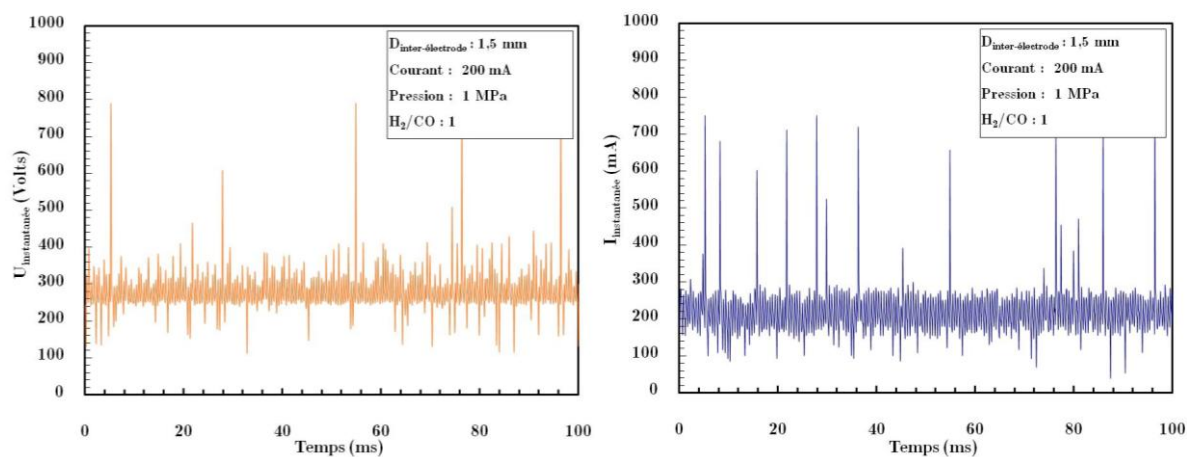 1000
900
800
700
600
500
400
300
200
100
0
U instantanée (Volts)
D inter-électrode : 1,5 mm
Courant : 200 mA
Pression : 1 MPa
H2/CO : 1
0 20 40 60 80 100
Temps (ms)
1000
900
800
700
600
500
400
300
200
100
0
I instantanée (mA)
D inter-électrode : 1,5 mm
Courant : 200 mA
Pression : 1 MPa
H2/CO : 1
0 20 40 60 80 100
Temps (ms)